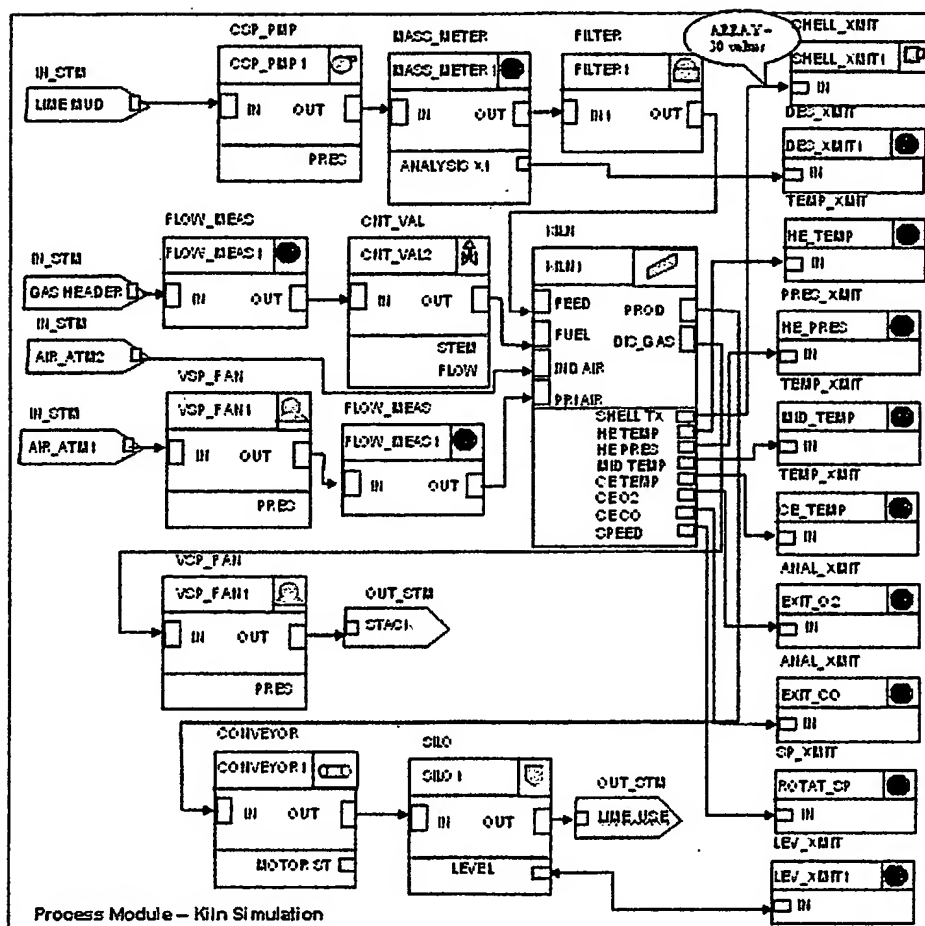 CSP_PMP
MASS_METER
FILTER
ARRAY -
30 values
SHELL_XMIT
IN_STM
LIME MUD
CSP_PMP1
IN OUT
PRES
MASS_METER1
IN OUT
ANALYSIS X1
FILTER1
IN1 OUT
SHELL_XMIT1
IN
DES_XMIT
DES_XMIT1
IN
TEMP_XMIT
HE_TEMP
IN
PRES_XMIT
HE_PRES
IN
TEMP_XMIT
MID_TEMP
IN
TEMP_XMIT
CE_TEMP
IN
ANAL_XMIT
EXIT_O2
IN
ANAL_XMIT
EXIT_CO
IN
SP_XMIT
ROTAT_SP
IN
LEV_XMIT
LEV_XMIT1
IN
IN_STM
GAS HEADER
FLOW_MEAS
FLOW_MEAS1
IN OUT
CNT_VAL
CNT_VAL2
IN OUT
STEM
FLOW
IN_STM
AIR_ATM2
KILN
KILN1
FEED
FUEL
IND AIR
PRI AIR
PROD
DIS_GAS
SHELL TX
HE TEMP
HE PRES
MID TEMP
CE TEMP
CE O2
CE CO
SPEED
IN_STM
AIR_ATM1
VSP_FAN
VSP_FAN1
IN OUT
PRES
FLOW_MEAS
FLOW_MEAS1
IN OUT
VSP_FAN
VSP_FAN1
IN OUT
PRES
OUT_STM
STACK
CONVEYOR
CONVEYOR1
IN OUT
MOTOR ST
SILO
SILO1
IN OUT
LEVEL
OUT_STM
LIME_USE
Process Module – Kiln Simulation